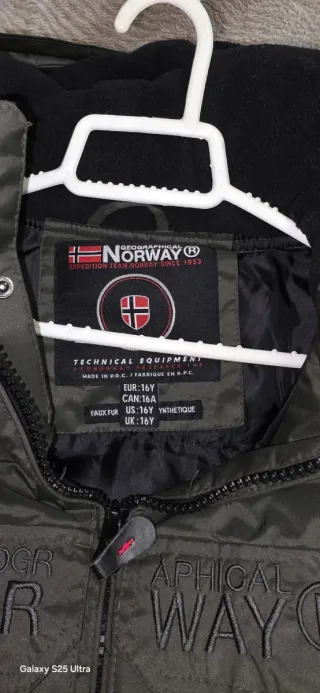 GEOGRAPHICAL
NORWAY®
EXPEDITION TEAM NORWAY SINCE 1953
TECHNICAL EQUIPMENT
MADE IN P.R.C. / FABRIQUE EN R.P.C.
EUR:16Y
CAN:16A
EAUX FUR US:16Y YNTHETIQUE
UK:16Y
OGR APHICAL
R WAY®
Galaxy S25 Ultra